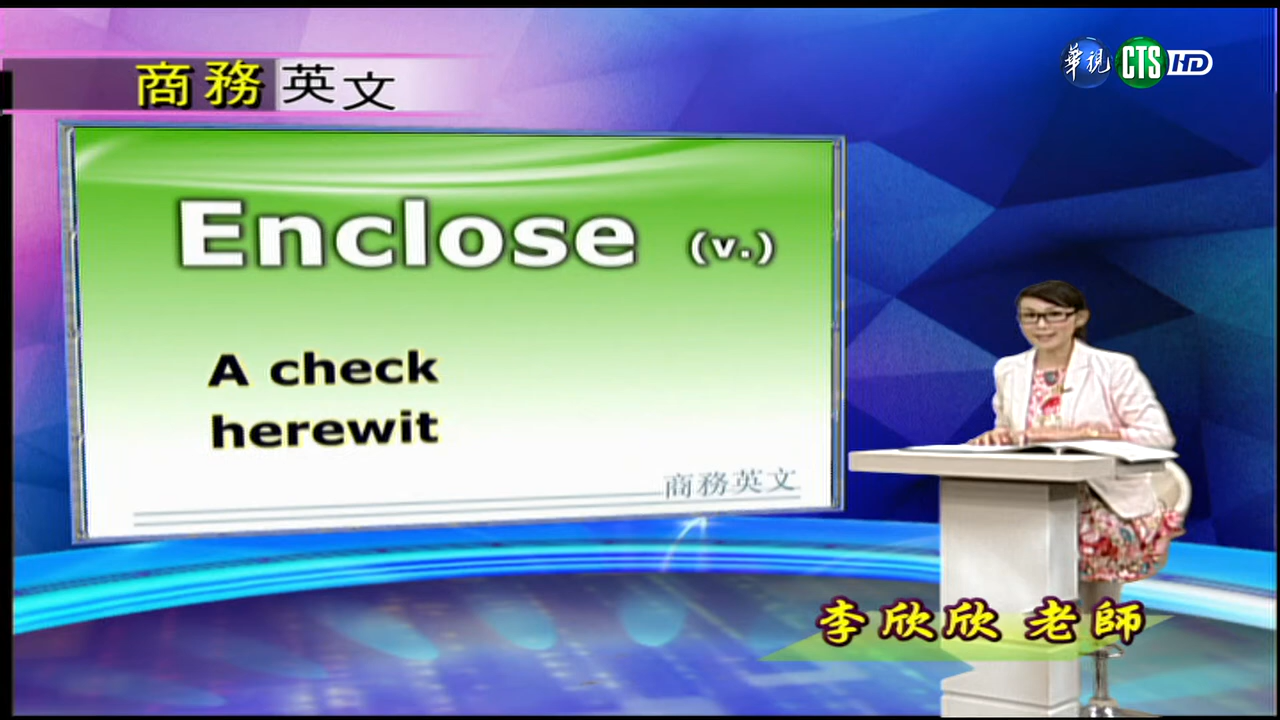 華視 CTS HD
商務英文
Enclose (v.)
A check
herewit
商務英文
李欣欣 老師